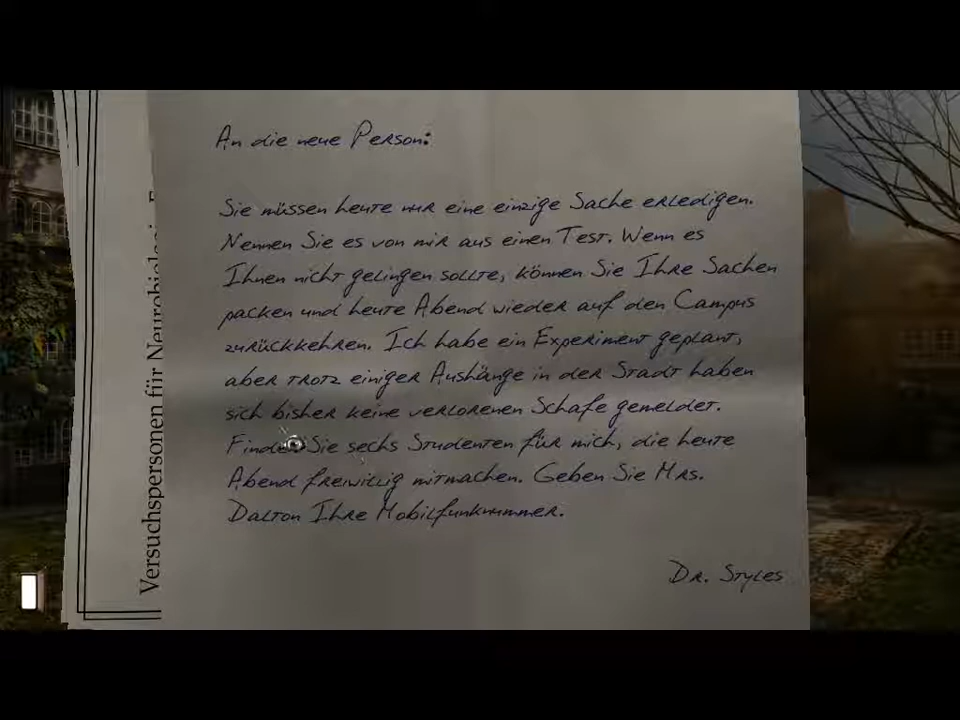 An die neue Person:
Sie müssen heute nur eine einzige Sache erledigen.
Nennen Sie es von mir aus einen Test. Wenn es
Ihnen nicht gelingen sollte, können Sie Ihre Sachen
packen und heute Abend wieder auf den Campus
zurückkehren. Ich habe ein Experiment geplant,
aber trotz einiger Aushänge in der Stadt haben
sich bisher keine verlorenen Schafe gemeldet.
Finden Sie sechs Studenten für mich, die heute
Abend freiwillig mitmachen. Geben Sie Mrs.
Dalton Ihre Mobilfunknummer.
Dr. Styles
Versuchspersonen für